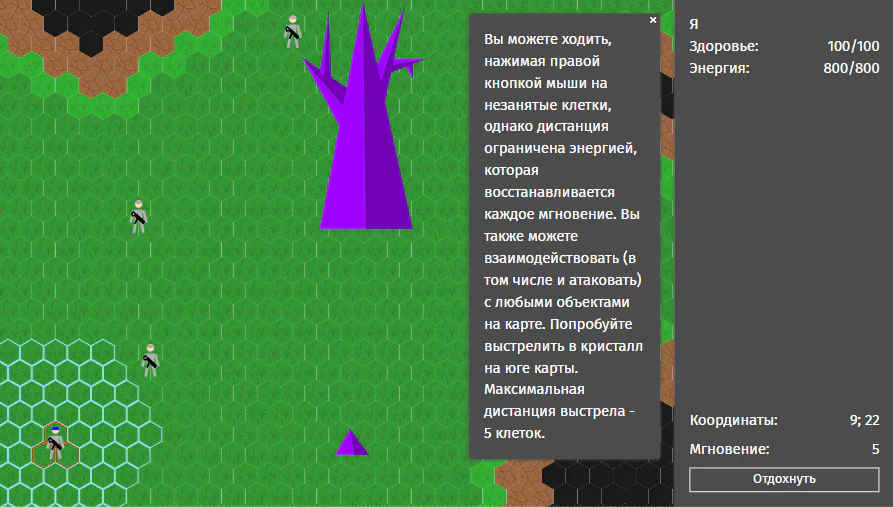 ×
Вы можете ходить,
нажимая правой
кнопкой мыши на
незанятые клетки,
однако дистанция
ограничена энергией,
которая
восстанавливается
каждое мгновение. Вы
также можете
взаимодействовать (в
том числе и атаковать)
с любыми объектами
на карте. Попробуйте
выстрелить в кристалл
на юге карты.
Максимальная
дистанция выстрела -
5 клеток.
Я
Здоровье: 100/100
Энергия: 800/800
Координаты: 9; 22
Мгновение: 5
Отдохнуть